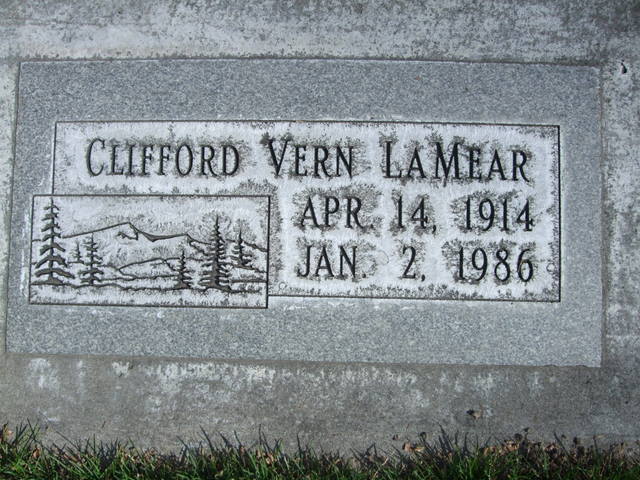 Clifford Vern LaMear
Apr. 14, 1914
Jan. 2, 1986